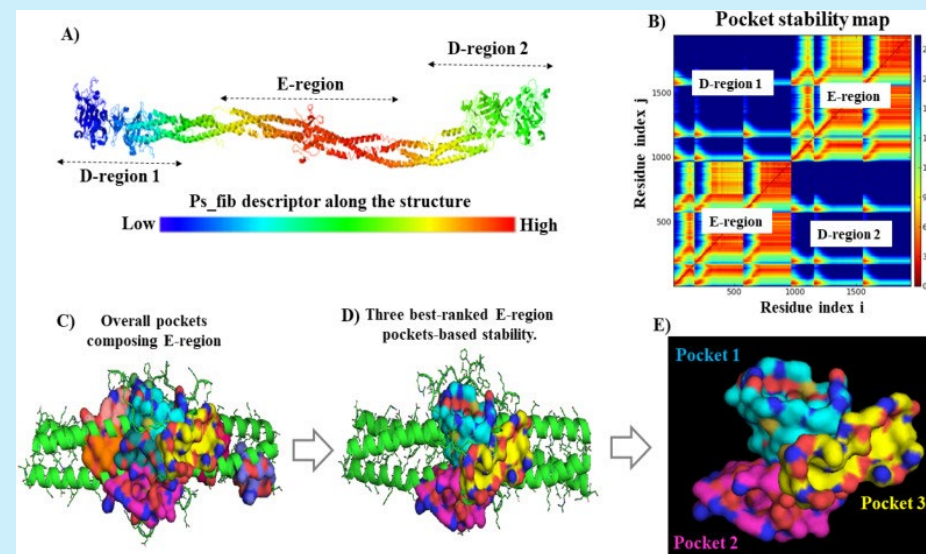 A)
D-region 2
E-region
D-region 1
Ps_fib descriptor along the structure
Low
High
B)
Pocket stability map
D-region 1
E-region
E-region
D-region 2
1500
1000
500
Residue index j
500
1000
1500
Residue index i
C)
Overall pockets
composing E-region
D)
Three best-ranked E-region
pockets-based stability.
E)
Pocket 1
Pocket 3
Pocket 2